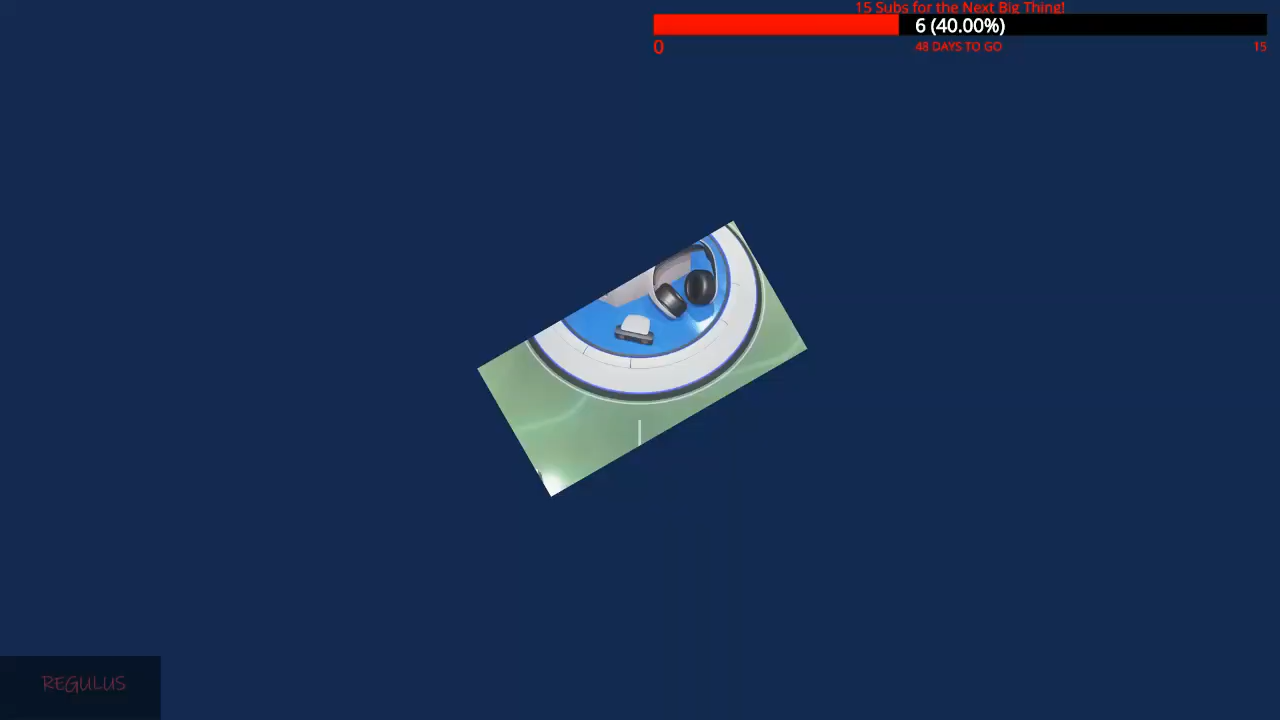 15 Subs for the Next Big Thing!
6 (40.00%)
0
48 DAYS TO GO
15
REGULUS